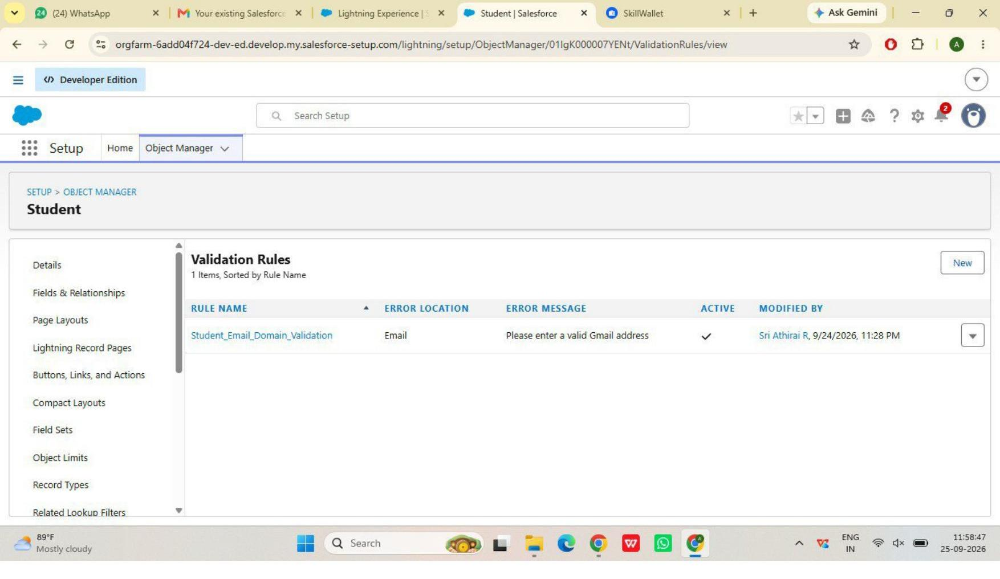 24 (24) WhatsApp
Your existing Salesforce
Lightning Experience | S
Student | Salesforce
SkillWallet
Ask Gemini
orgfarm-6add04f724-dev-ed.develop.my.salesforce-setup.com/lightning/setup/ObjectManager/01IgK000007YENt/ValidationRules/view
A
Developer Edition
Search Setup
2
Setup
Home
Object Manager
SETUP > OBJECT MANAGER
Student
Details
Fields & Relationships
Page Layouts
Lightning Record Pages
Buttons, Links, and Actions
Compact Layouts
Field Sets
Object Limits
Record Types
Related Lookup Filters
Validation Rules
1 Items, Sorted by Rule Name
New
RULE NAME ERROR LOCATION ERROR MESSAGE ACTIVE MODIFIED BY
Student_Email_Domain_Validation Email Please enter a valid Gmail address Sri Athirai R, 9/24/2026, 11:28 PM
89°F
Mostly cloudy
Search
ENG
IN
11:58:47
25-09-2026